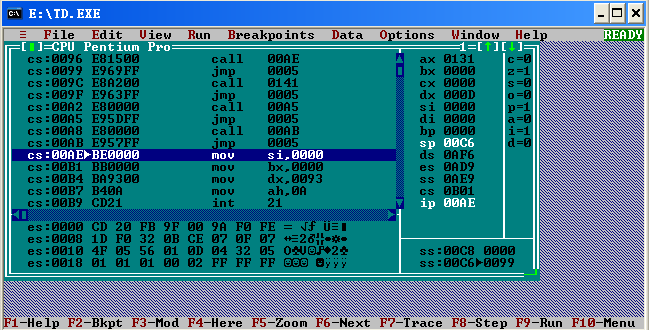 E:\TD.EXE
≡ File Edit View Run Breakpoints Data Options Window Help READY
[▮]=CPU Pentium Pro 1=[↑][↓]
cs:0096 E81500 call 00AE ax 0131 c=0
cs:0099 E969FF jmp 0005 bx 0000 z=1
cs:009C E8A200 call 0141 cx 0000 s=0
cs:009F E963FF jmp 0005 dx 000D o=0
cs:00A2 E80000 call 00A5 si 0000 p=1
cs:00A5 E95DFF jmp 0005 di 0000 a=0
cs:00A8 E80000 call 00AB bp 0000 i=1
cs:00AB E957FF jmp 0005 sp 00C6 d=0
cs:00AE►BE0000 mov si,0000 ds 0AF6
cs:00B1 BB0000 mov bx,0000 es 0AD9
cs:00B4 BA9300 mov dx,0093 ss 0AE9
cs:00B7 B40A mov ah,0A cs 0B01
cs:00B9 CD21 int 21 ip 00AE
es:0000 CD 20 FB 9F 00 9A F0 FE
es:0008 1D F0 32 0B CE 07 0F 07
es:0010 4F 05 56 01 0D 04 32 05 ss:00C8 0000
es:0018 01 01 01 00 02 FF FF FF ss:00C6►0099
F1-Help F2-Bkpt F3-Mod F4-Here F5-Zoom F6-Next F7-Trace F8-Step F9-Run F10-Menu